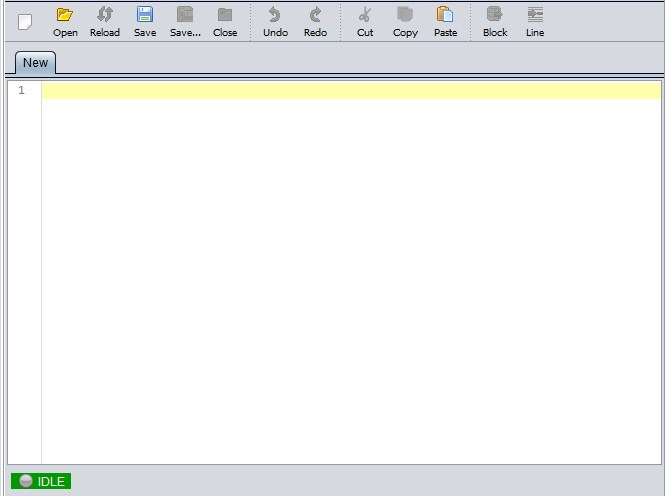 Open Reload Save Save... Close Undo Redo Cut Copy Paste Block Line
New
1
IDLE